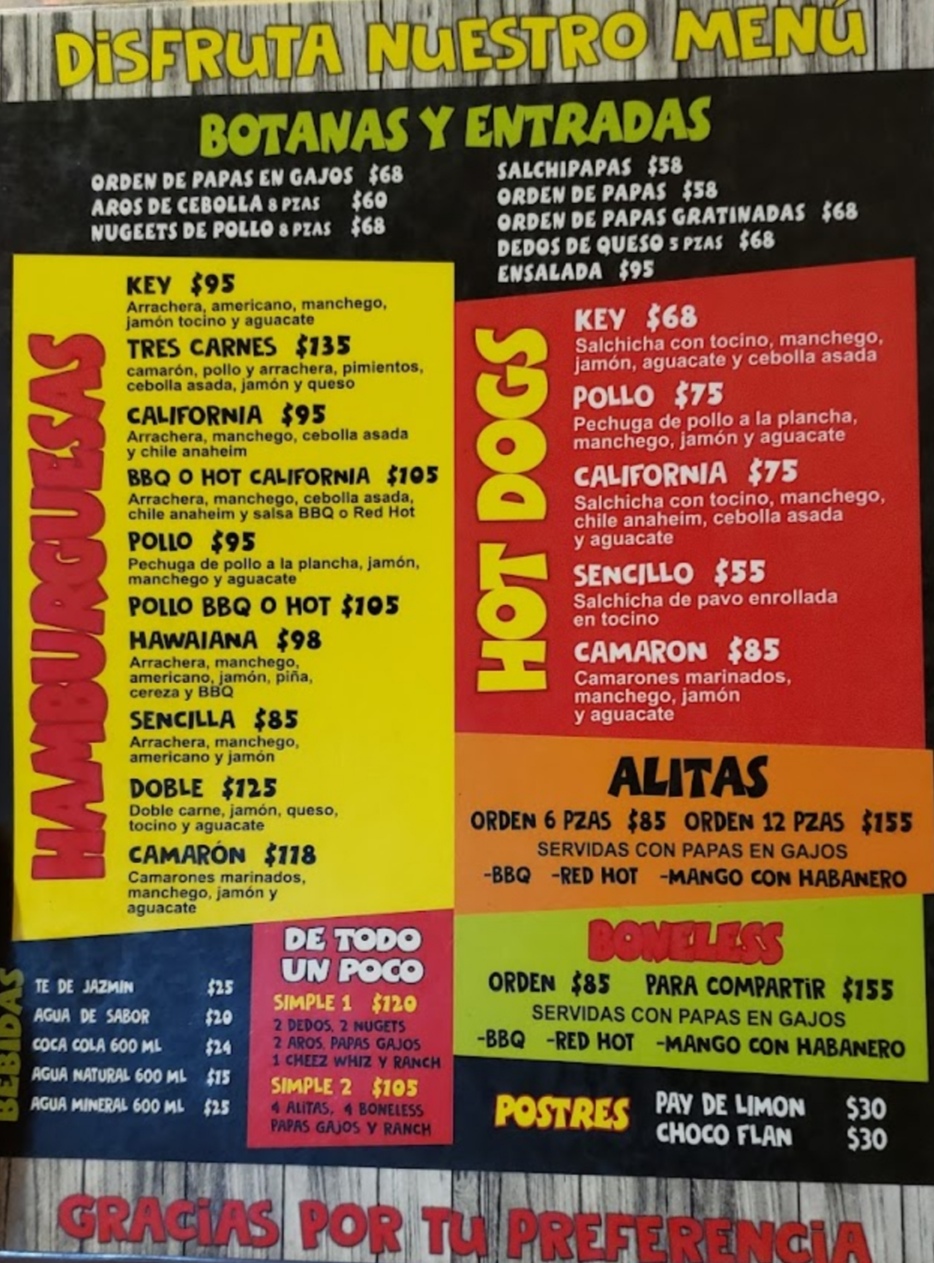 DISFRUTA NUESTRO MENÚ
BOTANAS Y ENTRADAS
ORDEN DE PAPAS EN GAJOS $68
AROS DE CEBOLLA 8 PZAS $60
NUGEETS DE POLLO 8 PZAS $68
SALCHIPAPAS $58
ORDEN DE PAPAS $58
ORDEN DE PAPAS GRATINADAS $68
DEDOS DE QUESO 5 PZAS $68
ENSALADA $95
HAMBURGUESAS
KEY $95
Arrachera, americano, manchego,
jamón tocino y aguacate
TRES CARNES $135
camarón, pollo y arrachera, pimientos,
cebolla asada, jamón y queso
CALIFORNIA $95
Arrachera, manchego, cebolla asada
y chile anaheim
BBQ O HOT CALIFORNIA $105
Arrachera, manchego, cebolla asada,
chile anaheim y salsa BBQ o Red Hot
POLLO $95
Pechuga de pollo a la plancha, jamón,
manchego y aguacate
POLLO BBQ O HOT $105
HAWAIANA $98
Arrachera, manchego,
americano, jamón, piña,
cereza y BBQ
SENCILLA $85
Arrachera, manchego,
americano y jamón
DOBLE $125
Doble carne, jamón, queso,
tocino y aguacate
CAMARÓN $118
Camarones marinados,
manchego, jamón y
aguacate
HOT DOGS
KEY $68
Salchicha con tocino, manchego,
jamón, aguacate y cebolla asada
POLLO $75
Pechuga de pollo a la plancha,
manchego, jamón y aguacate
CALIFORNIA $75
Salchicha con tocino, manchego,
chile anaheim, cebolla asada
y aguacate
SENCILLO $55
Salchicha de pavo enrollada
en tocino
CAMARON $85
Camarones marinados,
manchego, jamón
y aguacate
ALITAS
ORDEN 6 PZAS $85 ORDEN 12 PZAS $155
SERVIDAS CON PAPAS EN GAJOS
-BBQ -RED HOT -MANGO CON HABANERO
BONELESS
ORDEN $85 PARA COMPARTIR $155
SERVIDAS CON PAPAS EN GAJOS
-BBQ -RED HOT -MANGO CON HABANERO
BEBIDAS
TE DE JAZMIN $25
AGUA DE SABOR $20
COCA COLA 600 ML $24
AGUA NATURAL 600 ML $15
AGUA MINERAL 600 ML $25
DE TODO
UN POCO
SIMPLE 1 $120
2 DEDOS, 2 NUGETS
2 AROS, PAPAS GAJOS
1 CHEEZ WHIZ Y RANCH
SIMPLE 2 $105
4 ALITAS, 4 BONELESS
PAPAS GAJOS Y RANCH
POSTRES
PAY DE LIMON $30
CHOCO FLAN $30
GRACIAS POR TU PREFERENCIA